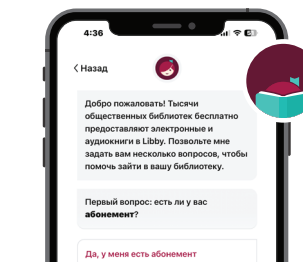 4:36
Назад
Добро пожаловать! Тысячи
общественных библиотек бесплатно
предоставляют электронные и
аудиокниги в Libby. Позвольте мне
задать вам несколько вопросов, чтобы
помочь зайти в вашу библиотеку.
Первый вопрос: есть ли у вас
абонемент?
Да, у меня есть абонемент